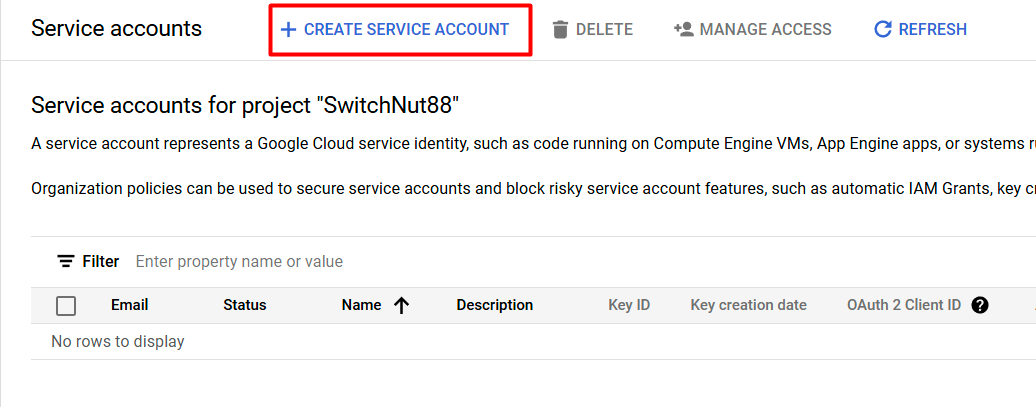 Service accounts
CREATE SERVICE ACCOUNT
DELETE
MANAGE ACCESS
REFRESH
Service accounts for project "SwitchNut88"
A service account represents a Google Cloud service identity, such as code running on Compute Engine VMs, App Engine apps, or systems
Organization policies can be used to secure service accounts and block risky service account features, such as automatic IAM Grants, key
Filter Enter property name or value
Email Status Name Description Key ID Key creation date OAuth 2 Client ID ?
No rows to display